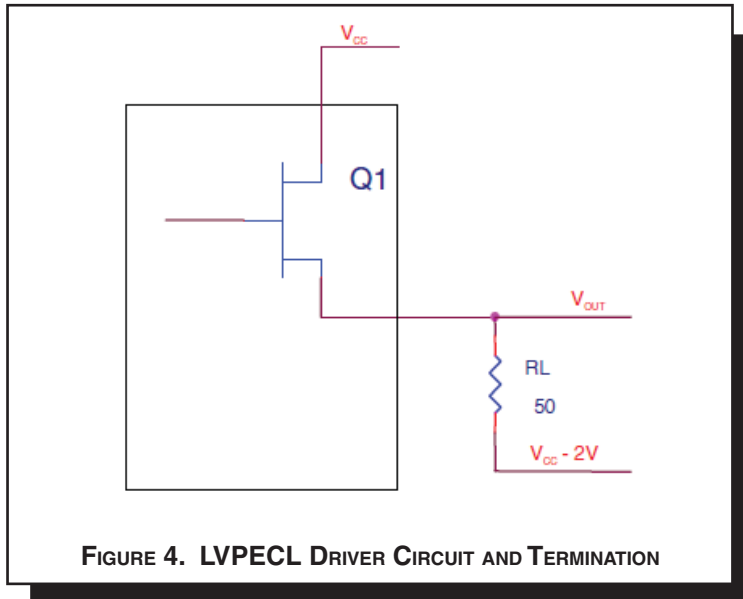 VCC
Q1
VOUT
RL
50
VCC - 2V
FIGURE 4. LVPECL DRIVER CIRCUIT AND TERMINATION